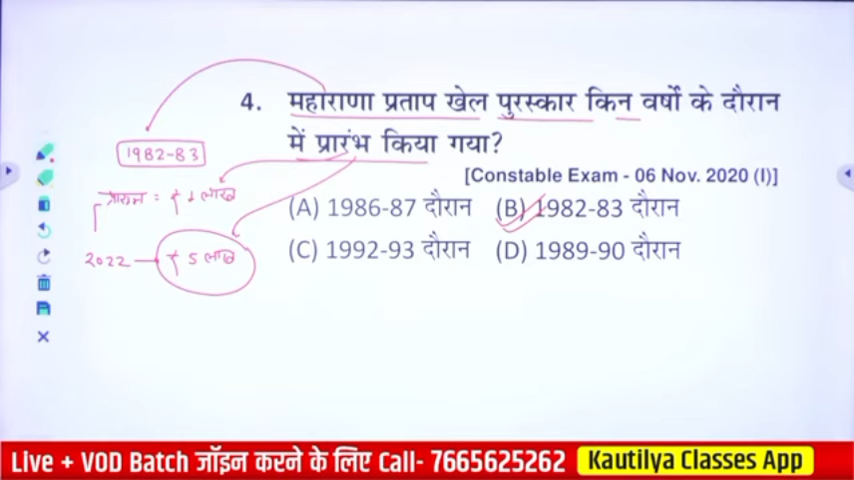 4. महाराणा प्रताप खेल पुरस्कार किन वर्षों के दौरान
में प्रारंभ किया गया?
[Constable Exam - 06 Nov. 2020 (I)]
(A) 1986-87 दौरान (B) 1982-83 दौरान
(C) 1992-93 दौरान (D) 1989-90 दौरान
1982-83
: ₹ 1 लाख
2022 — ₹ 5 लाख
Live + VOD Batch जॉइन करने के लिए Call- 7665625262 Kautilya Classes App